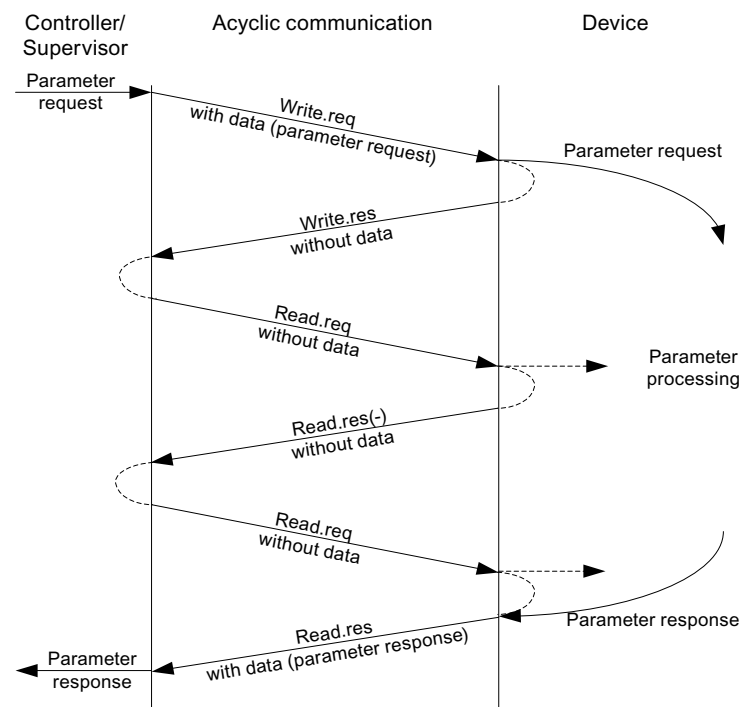 Controller/
Supervisor
Acyclic communication
Device
Parameter
request
Write.req
with data (parameter request)
Parameter request
Write.res
without data
Read.req
without data
Parameter
processing
Read.res(-)
without data
Read.req
without data
Parameter response
Read.res
with data (parameter response)
Parameter
response